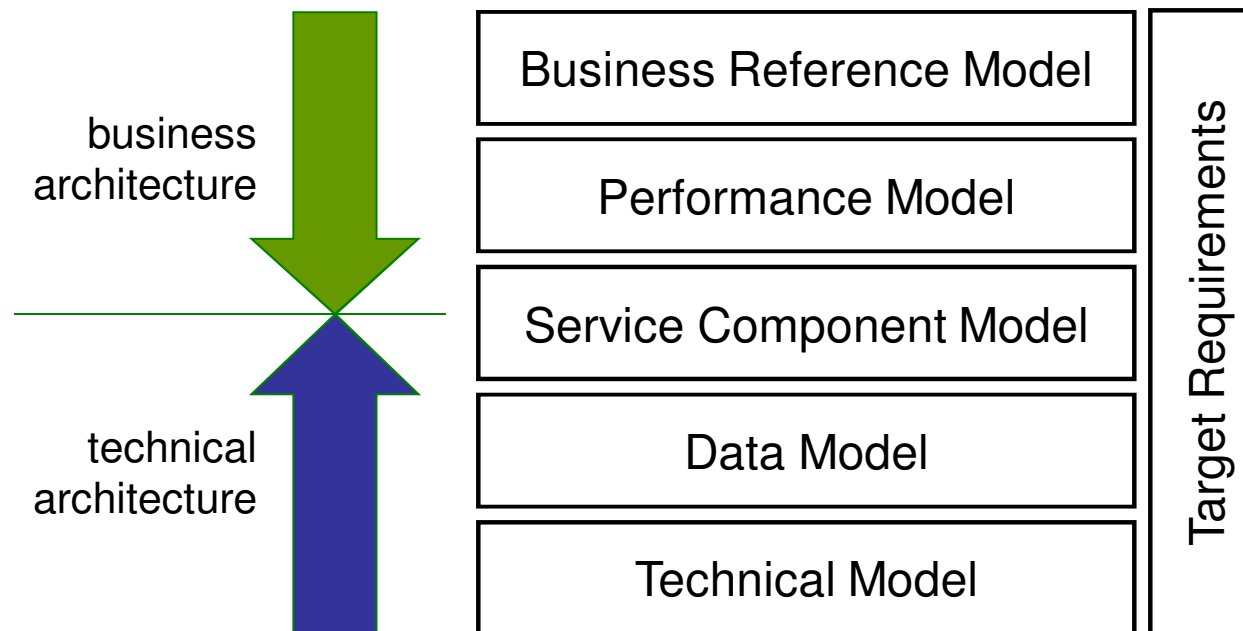 business
architecture
technical
architecture
Business Reference Model
Performance Model
Service Component Model
Data Model
Technical Model
Target Requirements